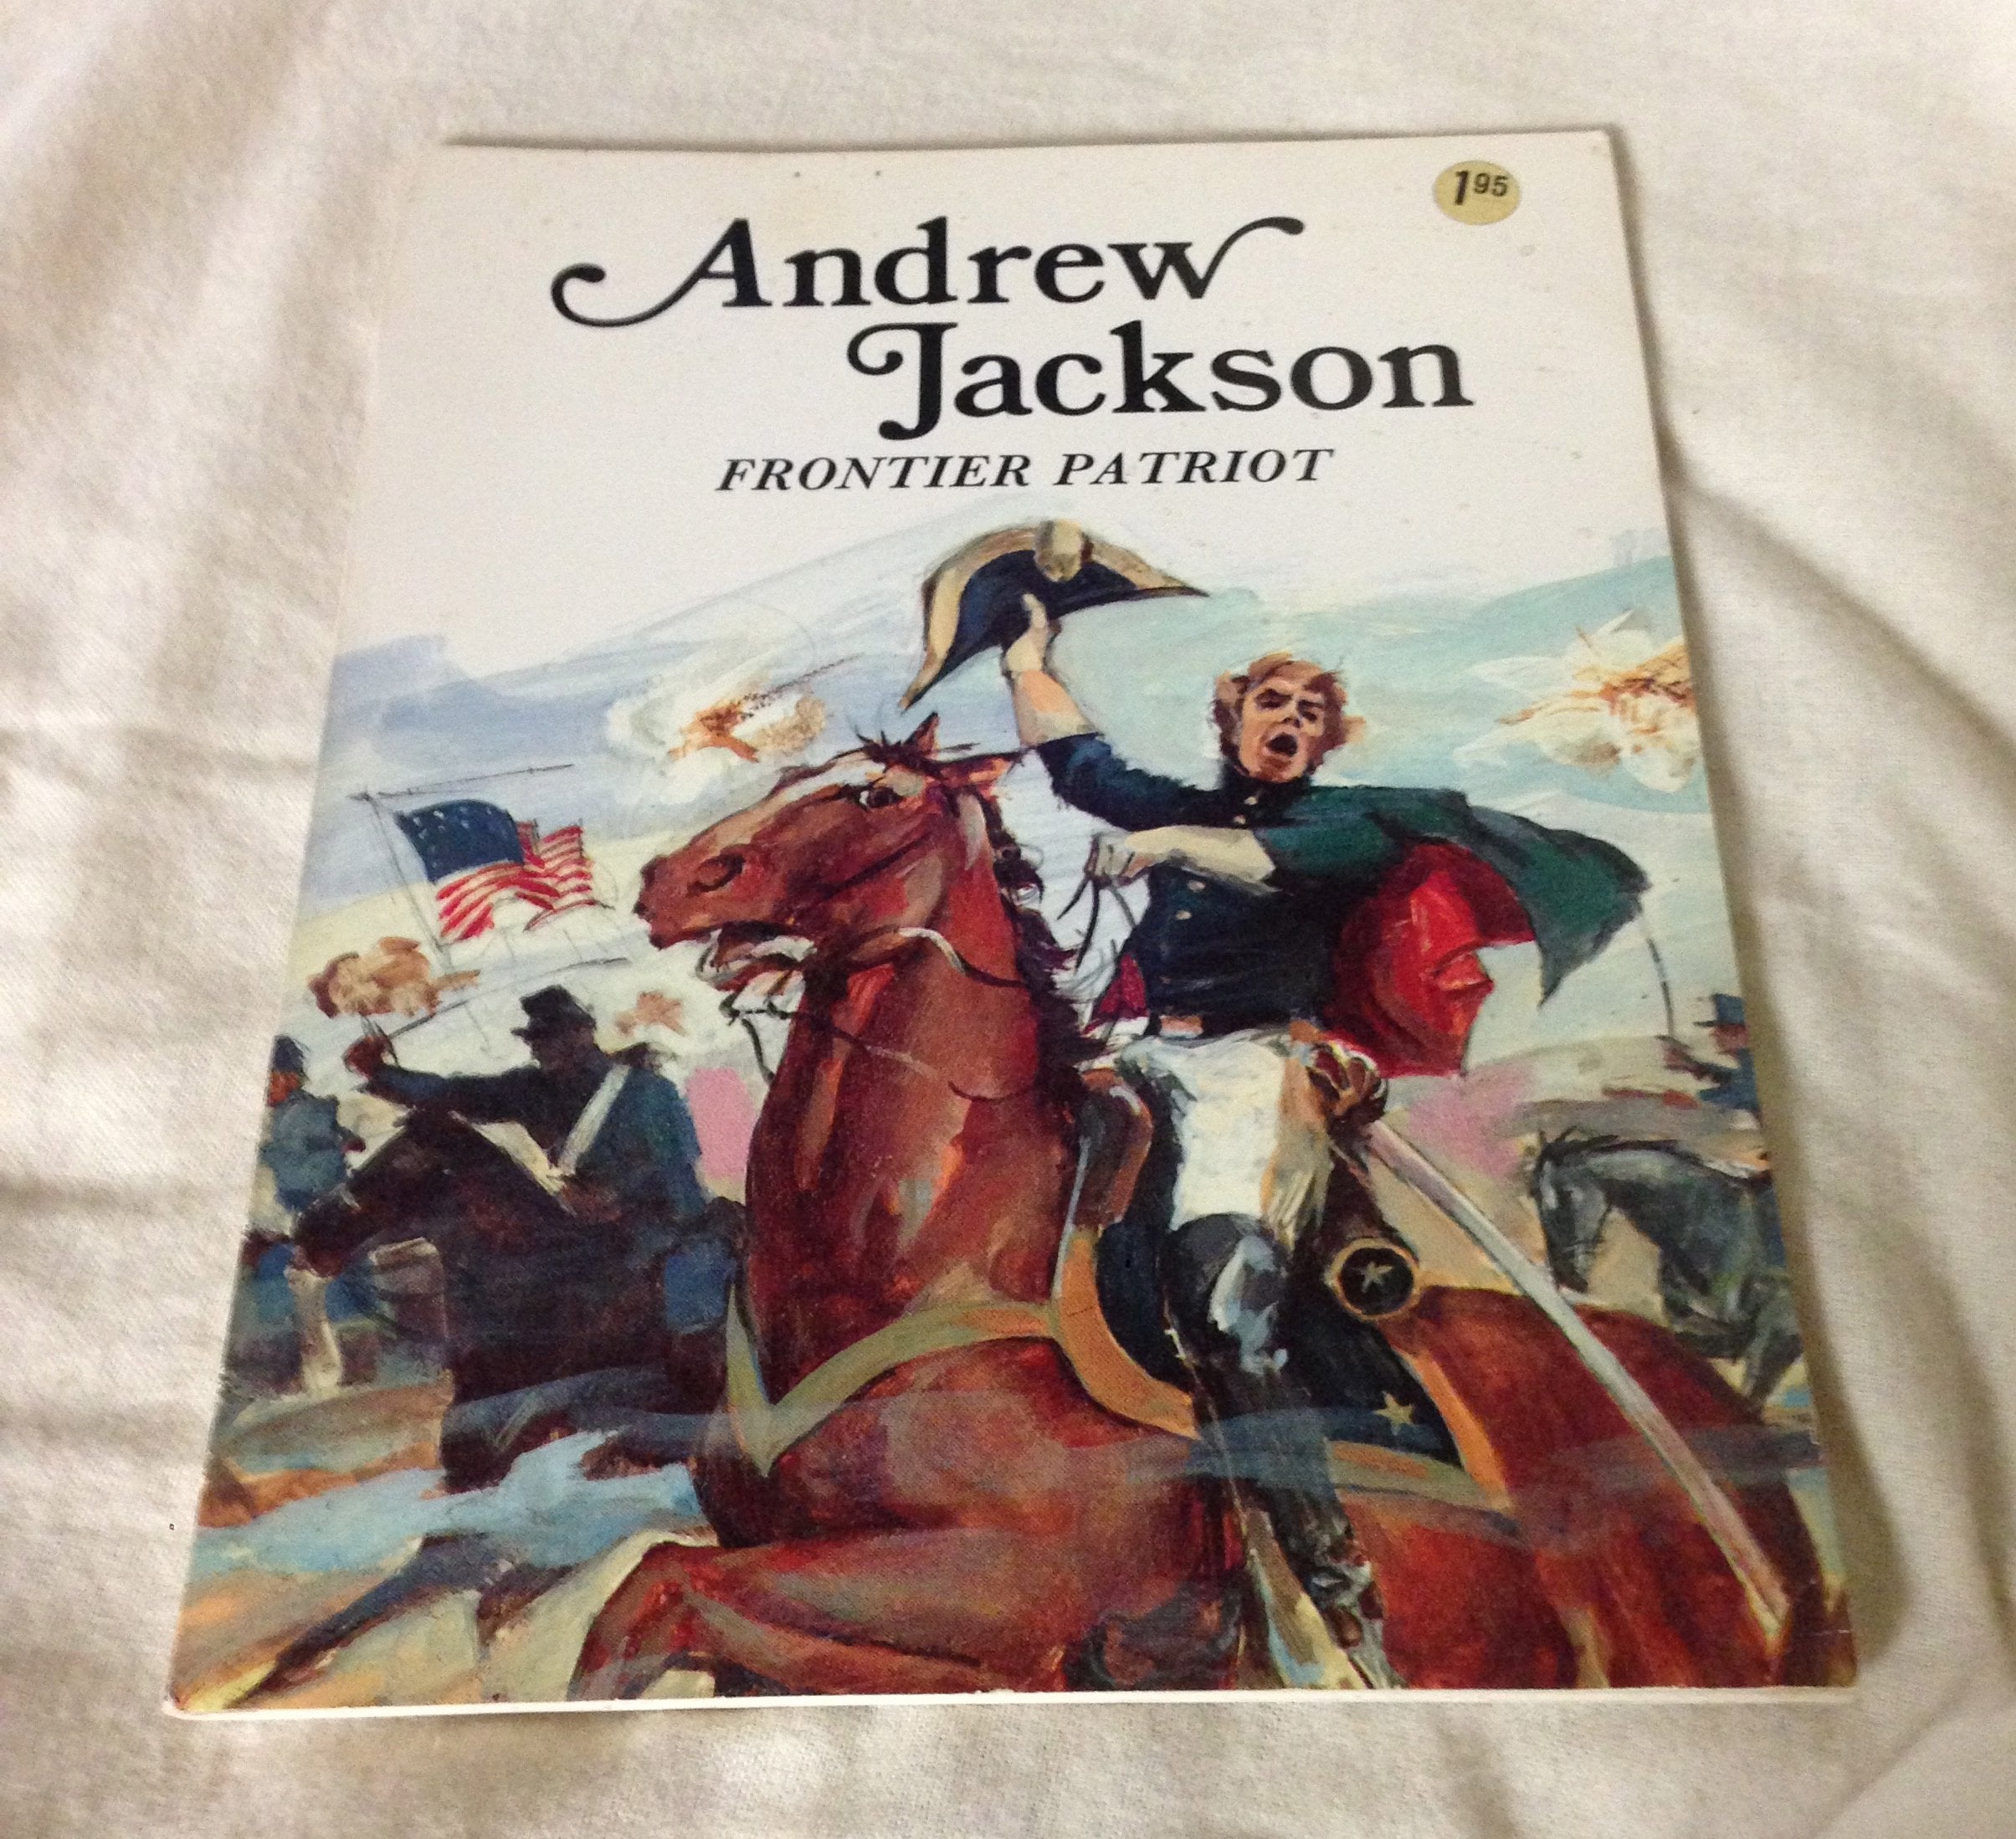 1 95
Andrew
Jackson
FRONTIER PATRIOT